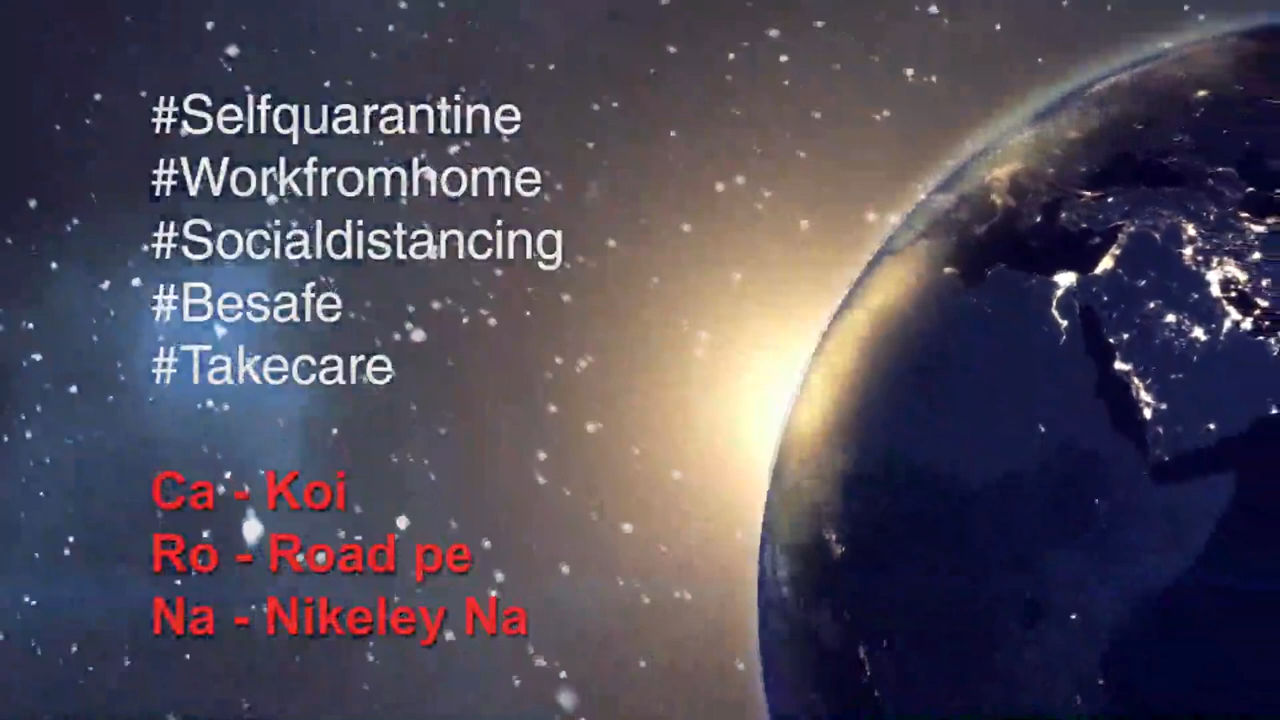 #Selfquarantine
#Workfromhome
#Socialdistancing
#Besafe
#Takecare
Ca - Koi
Ro - Road pe
Na - Nikeley Na